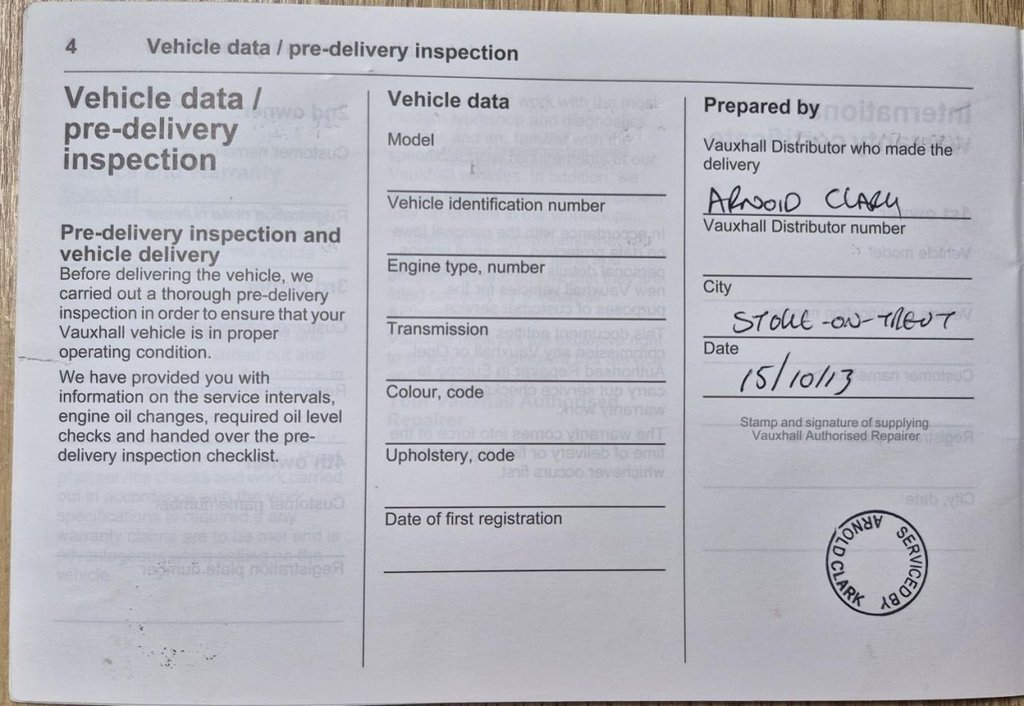 4 Vehicle data / pre-delivery inspection
Vehicle data /
pre-delivery
inspection
Pre-delivery inspection and
vehicle delivery
Before delivering the vehicle, we
carried out a thorough pre-delivery
inspection in order to ensure that your
Vauxhall vehicle is in proper
operating condition.
We have provided you with
information on the service intervals,
engine oil changes, required oil level
checks and handed over the pre-
delivery inspection checklist.
Vehicle data
Model
Vehicle identification number
Engine type, number
Transmission
Colour, code
Upholstery, code
Date of first registration
Prepared by
Vauxhall Distributor who made the
delivery
ARNOLD CLARK
Vauxhall Distributor number
City
STOKE-ON-TRENT
Date
15/10/13
Stamp and signature of supplying
Vauxhall Authorised Repairer
SERVICED BY
ARNOLD CLARK